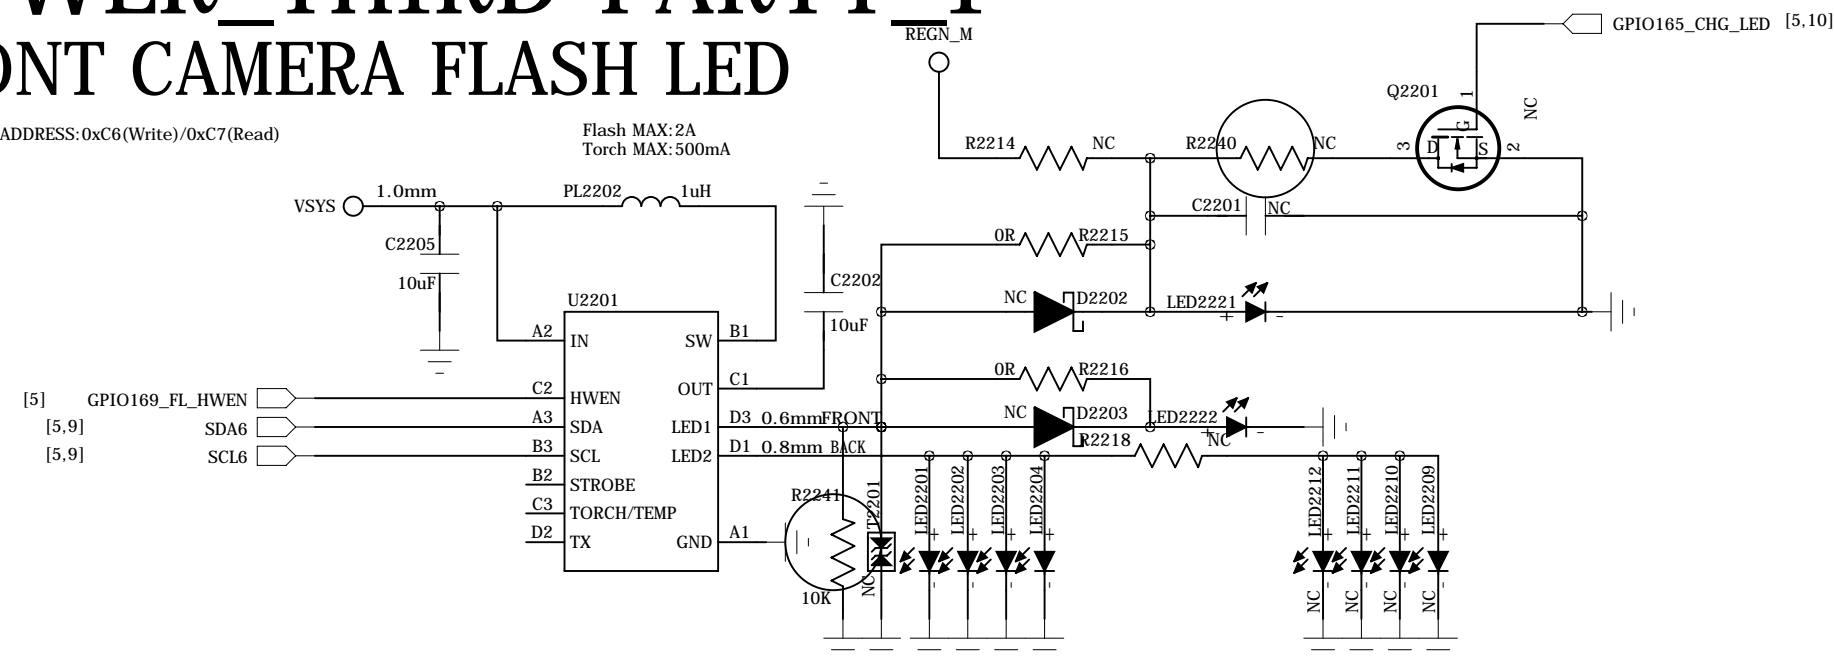 WER_THIRD PARTY_1
ONT CAMERA FLASH LED
REGN_M
GPIO165_CHG_LED [5,10]
ADDRESS:0xC6(Write)/0xC7(Read)
Flash MAX:2A
Torch MAX:500mA
Q2201
1
NC
G
D
S
3
2
R2214
NC
R2240
NC
VSYS
1.0mm
PL2202
1uH
C2201
NC
C2205
10uF
0R
R2215
C2202
10uF
U2201
NC
D2202
LED2221
+
-
A2
IN
SW
B1
0R
R2216
OUT
C1
[5]
GPIO169_FL_HWEN
C2
HWEN
NC
D2203
LED2222
+
-
[5,9]
SDA6
A3
SDA
LED1
D3
0.6mm
FRONT
R2218
NC
[5,9]
SCL6
B3
SCL
LED2
D1
0.8mm
BACK
B2
STROBE
C3
TORCH/TEMP
D2
TX
GND
A1
R2241
10K
T2201
NC
LED2201
+
-
LED2202
+
-
LED2203
+
-
LED2204
+
-
LED2212
+
-
NC
LED2211
+
-
NC
LED2210
+
-
NC
LED2209
+
-
NC